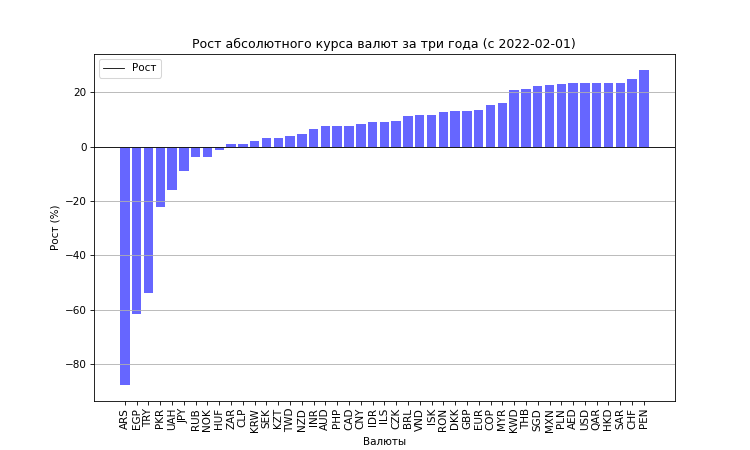 Рост абсолютного курса валют за три года (с 2022-02-01)
Рост
Рост (%)
20
0
−20
−40
−60
−80
ARS EGP TRY PKR UAH JPY RUB NOK HUF ZAR CLP KRW SEK KZT TWD NZD INR AUD PHP CAD CNY IDR ILS CZK BRL VND ISK RON DKK GBP EUR COP MYR KWD THB SGD MXN PLN AED USD QAR HKD SAR CHF PEN
Валюты